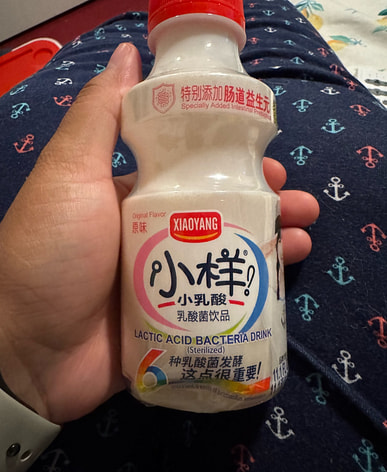 特别添加肠道益生元
Specially Added Intestinal
Original Flavor
原味
XIAOYANG
小样
小乳酸
乳酸菌饮品
LACTIC ACID BACTERIA DRINK
(Sterilized)
6
种乳酸菌发酵
这点很重要!